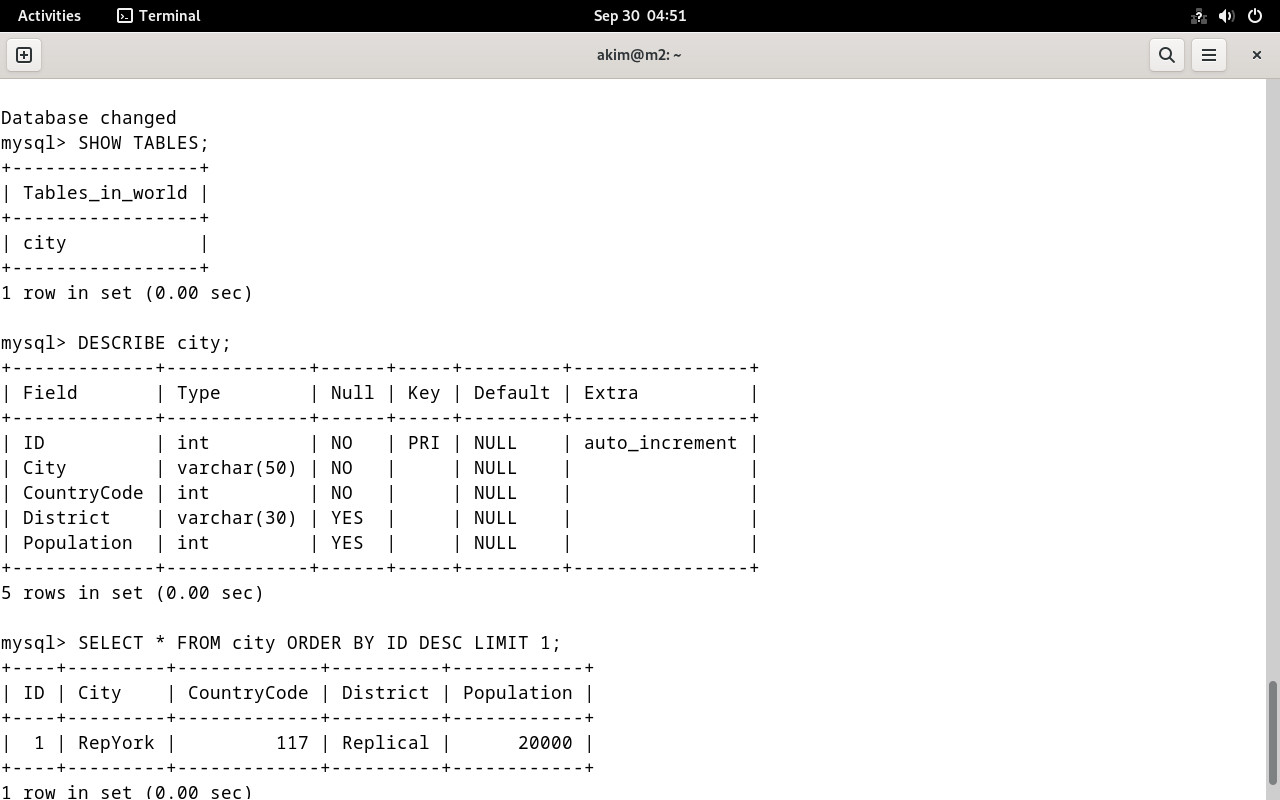 Activities Terminal Sep 30 04:51
akim@m2: ~
Database changed
mysql> SHOW TABLES;
+-----------------+
| Tables_in_world |
+-----------------+
| city            |
+-----------------+
1 row in set (0.00 sec)
mysql> DESCRIBE city;
+-------------+-------------+------+-----+---------+----------------+
| Field       | Type        | Null | Key | Default | Extra          |
+-------------+-------------+------+-----+---------+----------------+
| ID          | int         | NO   | PRI | NULL    | auto_increment |
| City        | varchar(50) | NO   |     | NULL    |                |
| CountryCode | int         | NO   |     | NULL    |                |
| District    | varchar(30) | YES  |     | NULL    |                |
| Population  | int         | YES  |     | NULL    |                |
+-------------+-------------+------+-----+---------+----------------+
5 rows in set (0.00 sec)
mysql> SELECT * FROM city ORDER BY ID DESC LIMIT 1;
+----+---------+-------------+----------+------------+
| ID | City    | CountryCode | District | Population |
+----+---------+-------------+----------+------------+
|  1 | RepYork |         117 | Replical |      20000 |
+----+---------+-------------+----------+------------+
1 row in set (0.00 sec)